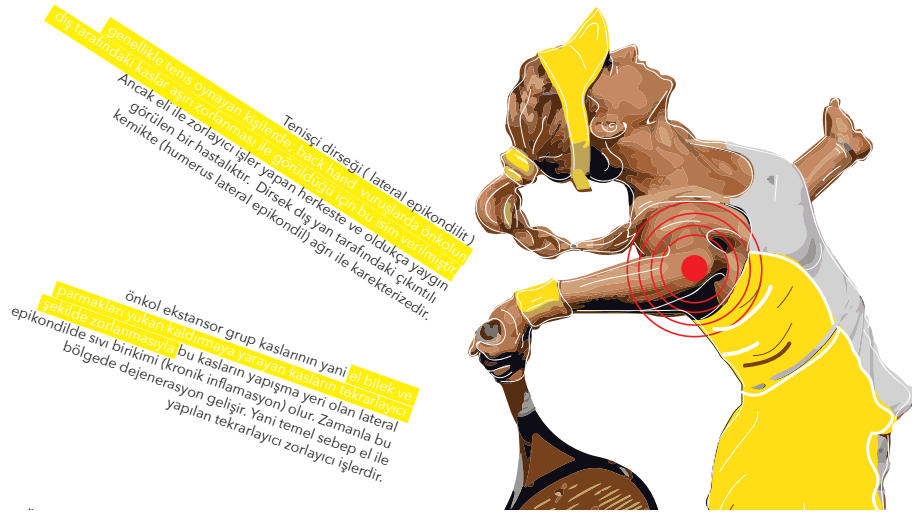 Tenisçi dirseği ( lateral epikondilit )
genellikle tenis oynayan kişilerde, back hand vuruşlarda önkolun
dış tarafındaki kaslar aşırı zorlanması ile görüldüğü için bu isim verilmiştir.
Ancak eli ile zorlayıcı işler yapan herkeste ve oldukça yaygın
görülen bir hastalıktır. Dirsek dış yan tarafındaki çıkıntılı
kemikte (humerus lateral epikondil) ağrı ile karekterizedir.
önkol ekstansor grup kaslarının yani el bilek ve
parmakları yukarı kaldırmaya yarayan kasların tekrarlayıcı
şekilde zorlanmasıyla bu kasların yapışma yeri olan lateral
epikondilde sıvı birikimi (kronik inflamasyon) olur. Zamanla bu
bölgede dejenerasyon gelişir. Yani temel sebep el ile
yapılan tekrarlayıcı zorlayıcı işlerdir.